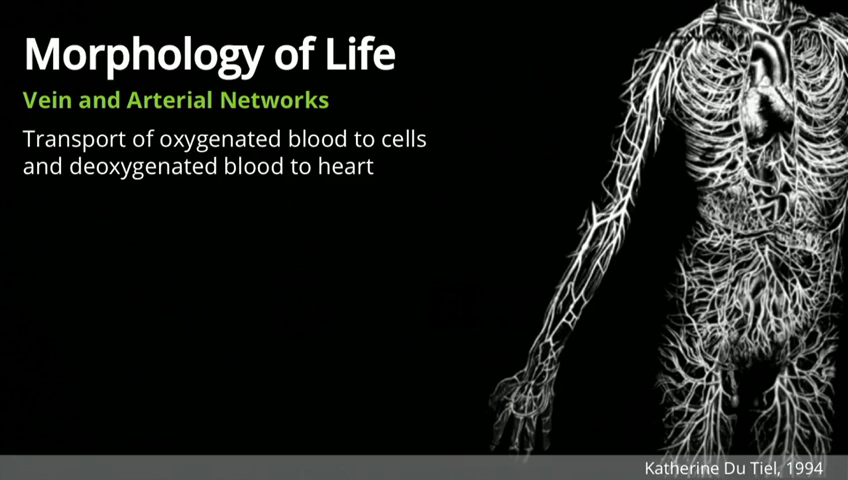 Morphology of Life
Vein and Arterial Networks
Transport of oxygenated blood to cells
and deoxygenated blood to heart
Katherine Du Tiel, 1994